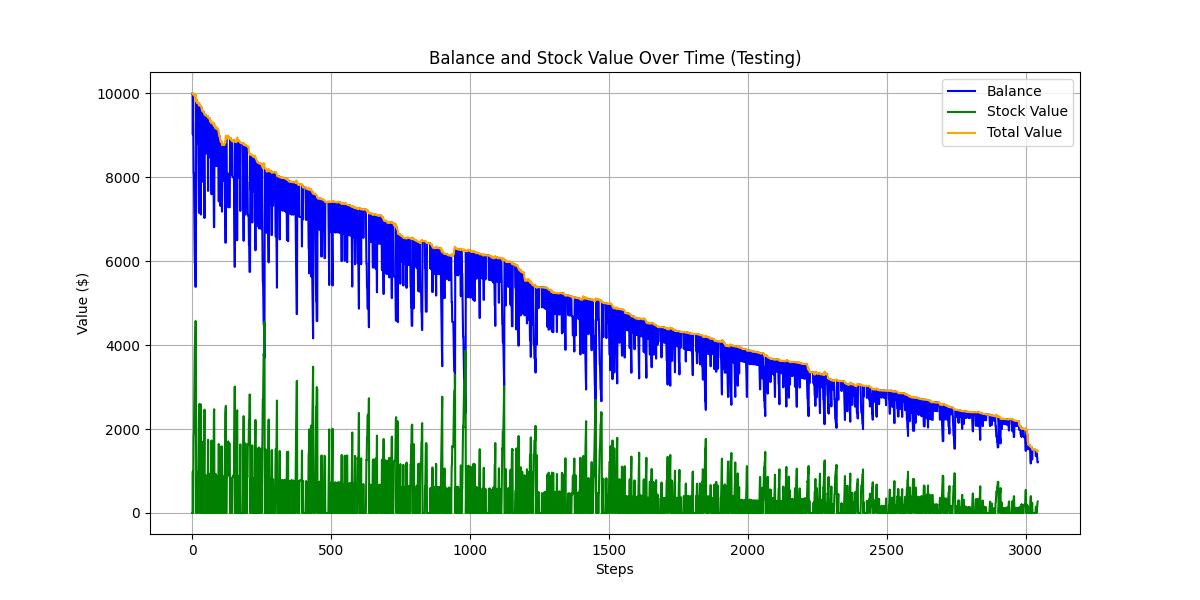 Balance and Stock Value Over Time (Testing)
Balance
Stock Value
Total Value
Value ($)
10000
8000
6000
4000
2000
0
0 500 1000 1500 2000 2500 3000
Steps